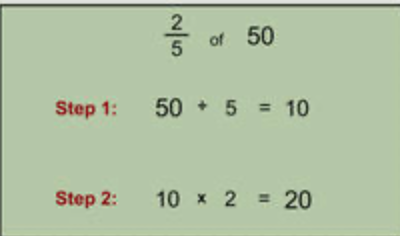 2/5 of 50
Step 1: 50 ÷ 5 = 10
Step 2: 10 x 2 = 20